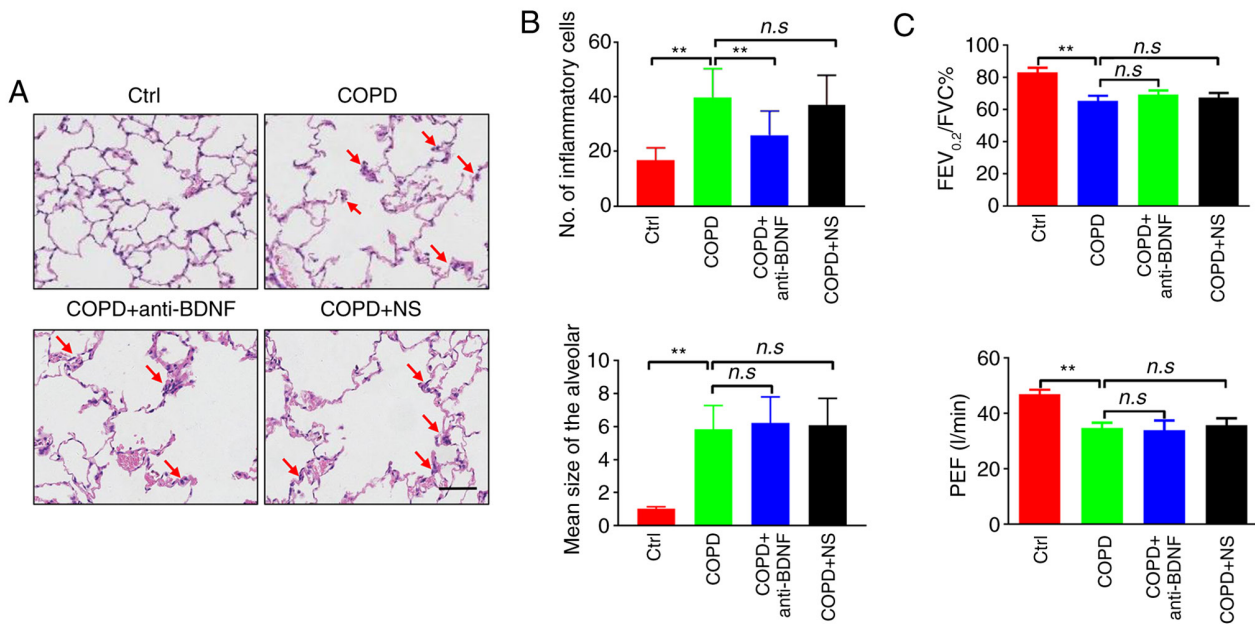 A
Ctrl
COPD
COPD+anti-BDNF
COPD+NS
B
No. of inflammatory cells
60
40
20
0
**
**
n.s
Ctrl
COPD
COPD+
anti-BDNF
COPD+NS
Mean size of the alveolar
10
8
6
4
2
0
**
n.s
n.s
Ctrl
COPD
COPD+
anti-BDNF
COPD+NS
C
FEV0.2/FVC%
100
80
60
40
20
0
**
n.s
n.s
Ctrl
COPD
COPD+
anti-BDNF
COPD+NS
PEF (l/min)
60
40
20
0
**
n.s
n.s
Ctrl
COPD
COPD+
anti-BDNF
COPD+NS